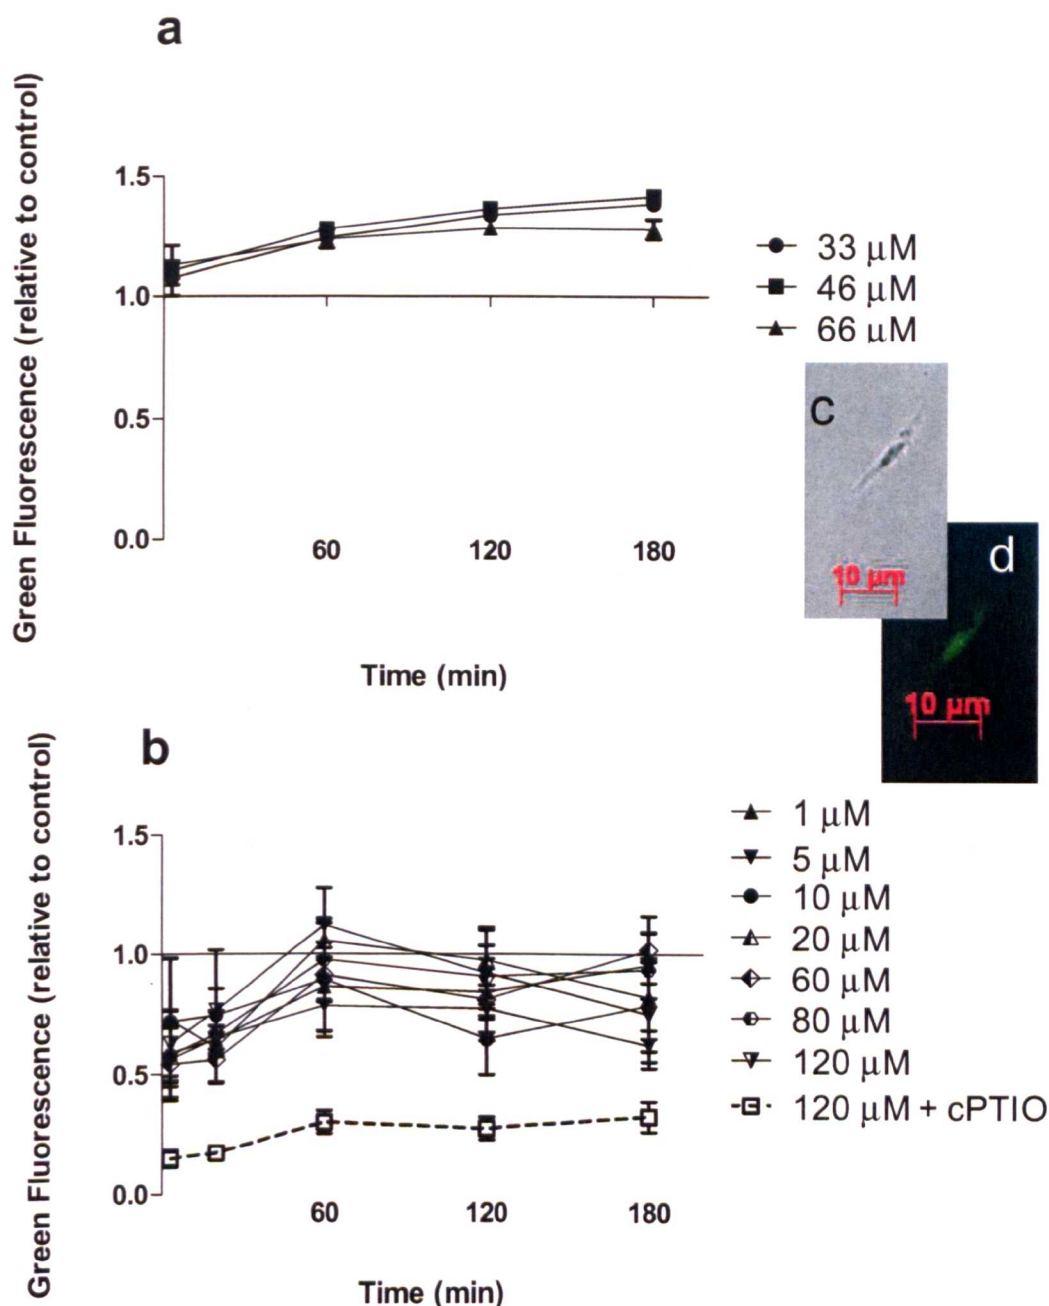 a
Green Fluorescence (relative to control)
1.5
1.0
0.5
0.0
60 120 180
Time (min)
33 μM
46 μM
66 μM
c
10 μm
d
10 μm
b
Green Fluorescence (relative to control)
1.5
1.0
0.5
0.0
60 120 180
Time (min)
1 μM
5 μM
10 μM
20 μM
60 μM
80 μM
120 μM
120 μM + cPTIO